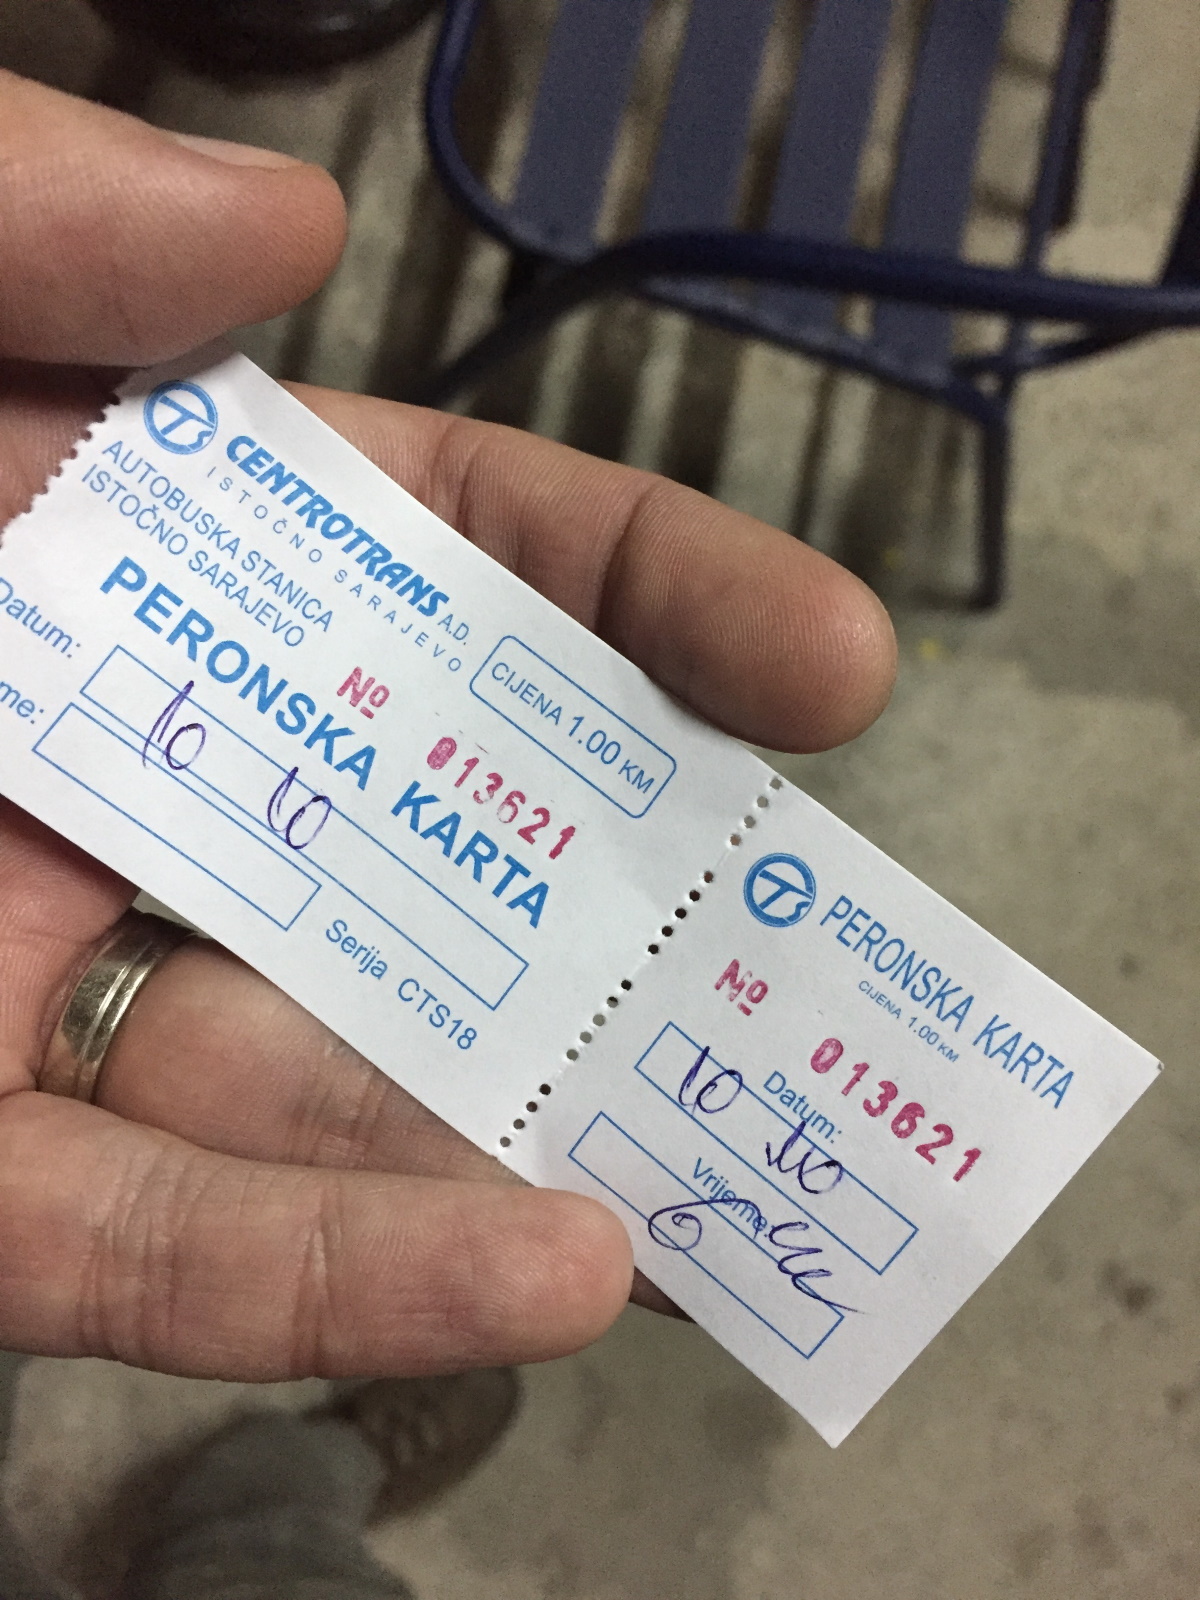 CENTROTRANS A.D.
ISTOČNO SARAJEVO
AUTOBUSKA STANICA
ISTOČNO SARAJEVO
CIJENA 1.00 KM
No 013621
PERONSKA KARTA
Datum: 10 10
me:
Serija CTS18
PERONSKA KARTA
CIJENA 1.00 KM
No 013621
Datum: 10 10
Vrijeme: